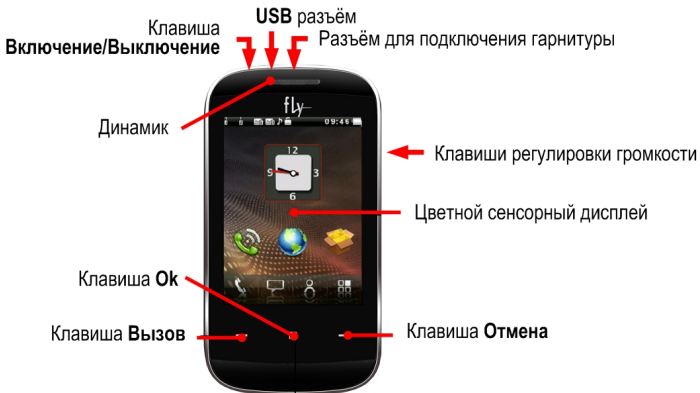 Клавиша
Включение/Выключение
USB разъём
Разъём для подключения гарнитуры
Динамик
fly
09:46
12
9
3
6
Клавиши регулировки громкости
Цветной сенсорный дисплей
Клавиша Ok
Клавиша Вызов
Клавиша Отмена